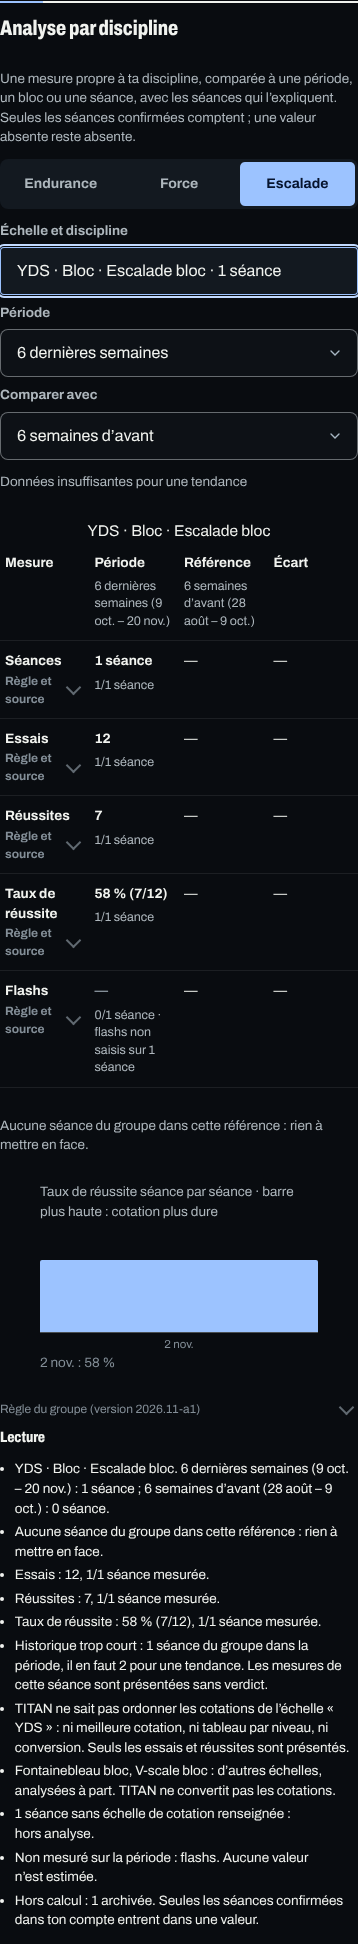 Analyse par discipline
Une mesure propre à ta discipline, comparée à une période,
un bloc ou une séance, avec les séances qui l'expliquent.
Seules les séances confirmées comptent ; une valeur
absente reste absente.
Endurance
Force
Escalade
Échelle et discipline
YDS · Bloc · Escalade bloc · 1 séance
Période
6 dernières semaines
Comparer avec
6 semaines d'avant
Données insuffisantes pour une tendance
YDS · Bloc · Escalade bloc
Mesure
Période
Référence
Écart
6 dernières
semaines (9
oct. – 20 nov.)
6 semaines
d'avant (28
août – 9 oct.)
Séances
1 séance
—
—
Règle et
source
1/1 séance
Essais
12
—
—
Règle et
source
1/1 séance
Réussites
7
—
—
Règle et
source
1/1 séance
Taux de
réussite
58 % (7/12)
—
—
Règle et
source
1/1 séance
Flashs
—
—
—
Règle et
source
0/1 séance ·
flashs non
saisis sur 1
séance
Aucune séance du groupe dans cette référence : rien à
mettre en face.
Taux de réussite séance par séance · barre
plus haute : cotation plus dure
2 nov.
2 nov. : 58 %
Règle du groupe (version 2026.11-a1)
Lecture
• YDS · Bloc · Escalade bloc. 6 dernières semaines (9 oct.
– 20 nov.) : 1 séance ; 6 semaines d'avant (28 août – 9
oct.) : 0 séance.
• Aucune séance du groupe dans cette référence : rien à
mettre en face.
• Essais : 12, 1/1 séance mesurée.
• Réussites : 7, 1/1 séance mesurée.
• Taux de réussite : 58 % (7/12), 1/1 séance mesurée.
• Historique trop court : 1 séance du groupe dans la
période, il en faut 2 pour une tendance. Les mesures de
cette séance sont présentées sans verdict.
• TITAN ne sait pas ordonner les cotations de l'échelle «
YDS » : ni meilleure cotation, ni tableau par niveau, ni
conversion. Seuls les essais et réussites sont présentés.
• Fontainebleau bloc, V-scale bloc : d'autres échelles,
analysées à part. TITAN ne convertit pas les cotations.
• 1 séance sans échelle de cotation renseignée :
hors analyse.
• Non mesuré sur la période : flashs. Aucune valeur
n'est estimée.
• Hors calcul : 1 archivée. Seules les séances confirmées
dans ton compte entrent dans une valeur.